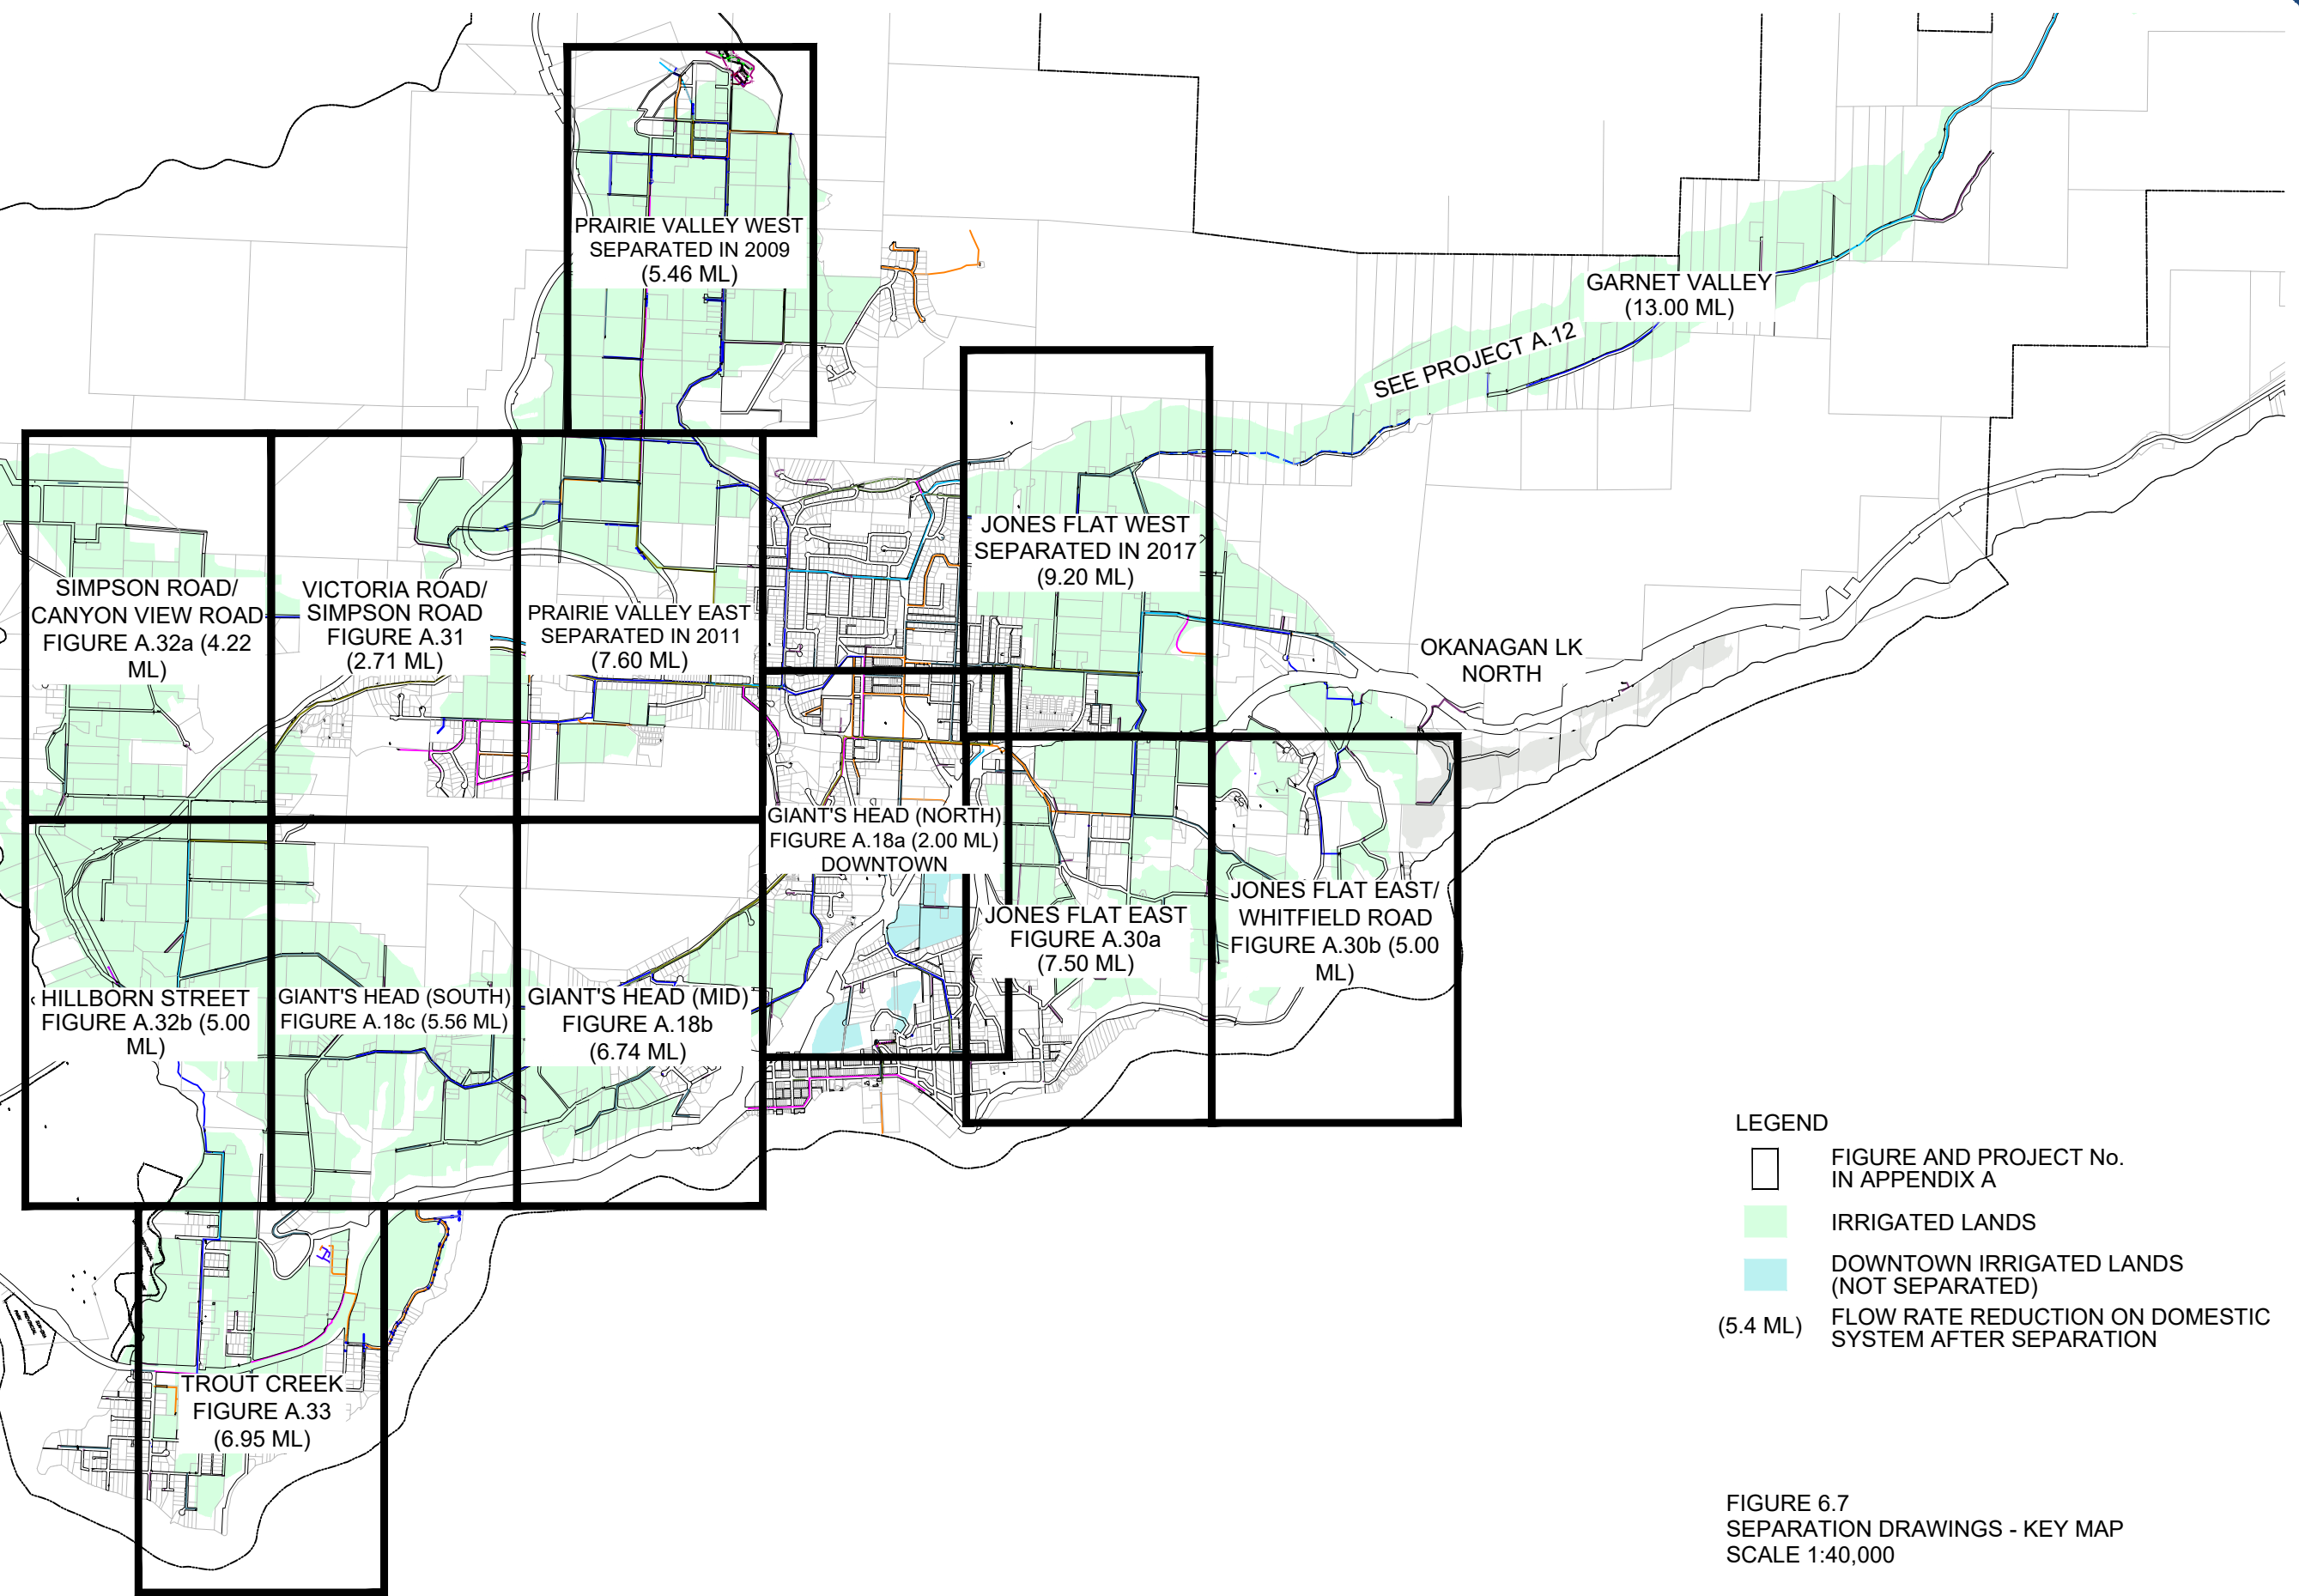 PRAIRIE VALLEY WEST
SEPARATED IN 2009
(5.46 ML)
GARNET VALLEY
(13.00 ML)
SEE PROJECT A.12
JONES FLAT WEST
SEPARATED IN 2017
(9.20 ML)
SIMPSON ROAD/
CANYON VIEW ROAD
FIGURE A.32a (4.22
ML)
VICTORIA ROAD/
SIMPSON ROAD
FIGURE A.31
(2.71 ML)
PRAIRIE VALLEY EAST
SEPARATED IN 2011
(7.60 ML)
OKANAGAN LK
NORTH
GIANT'S HEAD (NORTH)
FIGURE A.18a (2.00 ML)
DOWNTOWN
JONES FLAT EAST
FIGURE A.30a
(7.50 ML)
JONES FLAT EAST/
WHITFIELD ROAD
FIGURE A.30b (5.00
ML)
HILLBORN STREET
FIGURE A.32b (5.00
ML)
GIANT'S HEAD (SOUTH)
FIGURE A.18c (5.56 ML)
GIANT'S HEAD (MID)
FIGURE A.18b
(6.74 ML)
TROUT CREEK
FIGURE A.33
(6.95 ML)
LEGEND
FIGURE AND PROJECT No.
IN APPENDIX A
IRRIGATED LANDS
DOWNTOWN IRRIGATED LANDS
(NOT SEPARATED)
(5.4 ML) FLOW RATE REDUCTION ON DOMESTIC
SYSTEM AFTER SEPARATION
FIGURE 6.7
SEPARATION DRAWINGS - KEY MAP
SCALE 1:40,000